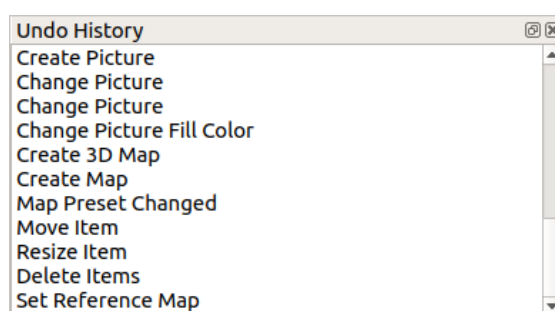 Undo History
Create Picture
Change Picture
Change Picture
Change Picture Fill Color
Create 3D Map
Create Map
Map Preset Changed
Move Item
Resize Item
Delete Items
Set Reference Map